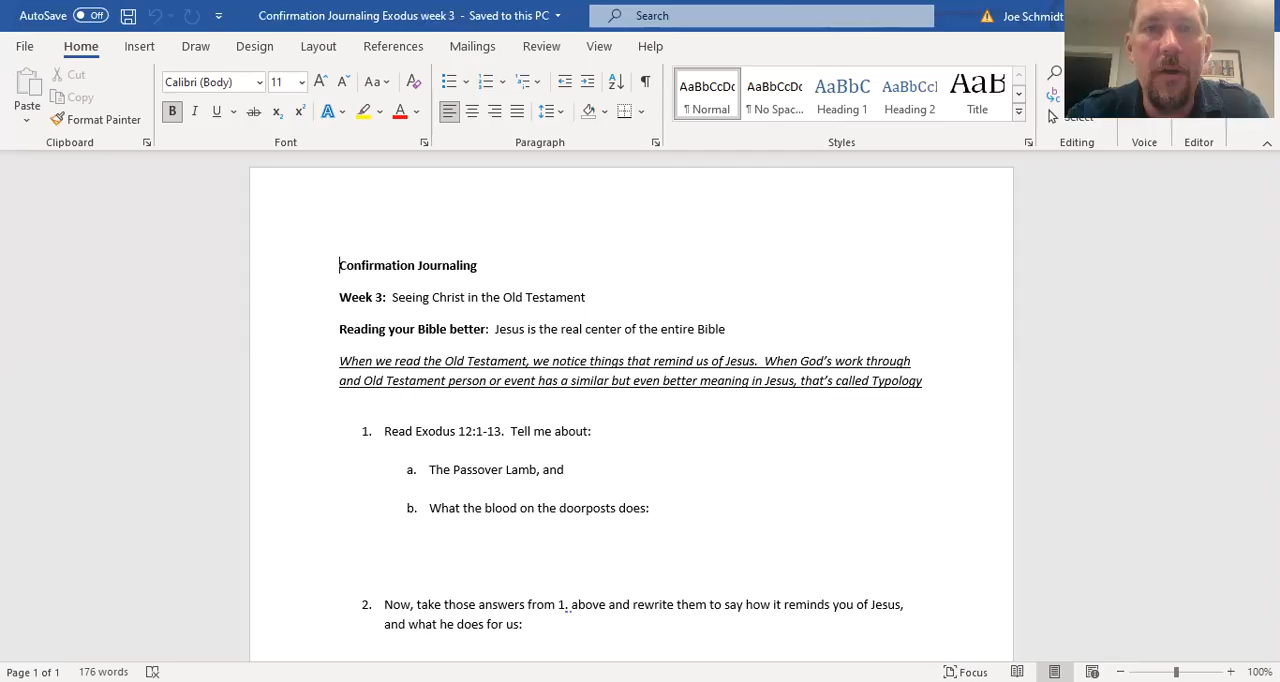 AutoSave Off Confirmation Journaling Exodus week 3 - Saved to this PC Search Joe Schmidt
File Home Insert Draw Design Layout References Mailings Review View Help
Cut
Copy
Paste
Format Painter
Calibri (Body) 11
AaBbCcDc AaBbCcDc AaBbC AaBbCcl AaB
¶ Normal ¶ No Spac... Heading 1 Heading 2 Title
Select
Clipboard Font Paragraph Styles Editing Voice Editor
Confirmation Journaling
Week 3: Seeing Christ in the Old Testament
Reading your Bible better: Jesus is the real center of the entire Bible
When we read the Old Testament, we notice things that remind us of Jesus. When God's work through
and Old Testament person or event has a similar but even better meaning in Jesus, that's called Typology
1. Read Exodus 12:1-13. Tell me about:
a. The Passover Lamb, and
b. What the blood on the doorposts does:
2. Now, take those answers from 1. above and rewrite them to say how it reminds you of Jesus,
and what he does for us:
Page 1 of 1 176 words Focus 100%